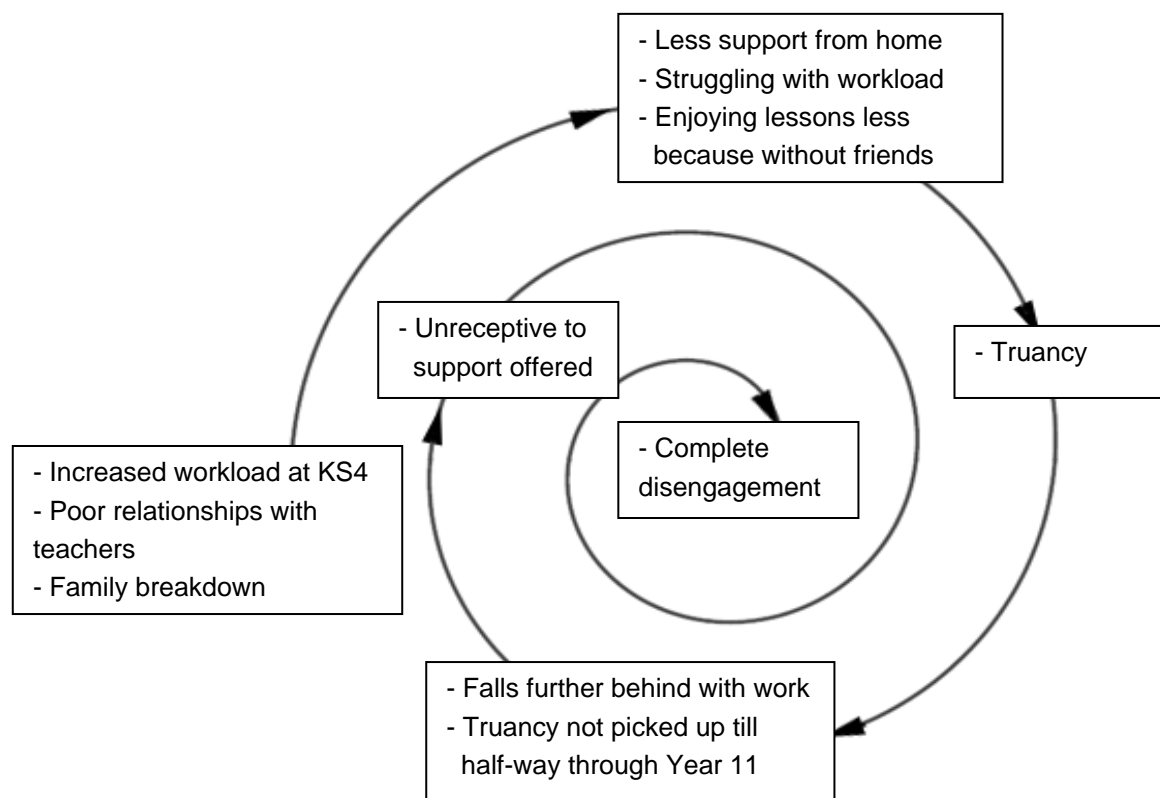 - Less support from home
- Struggling with workload
- Enjoying lessons less
because without friends
- Unreceptive to
support offered
- Truancy
- Complete
disengagement
- Increased workload at KS4
- Poor relationships with
teachers
- Family breakdown
- Falls further behind with work
- Truancy not picked up till
half-way through Year 11